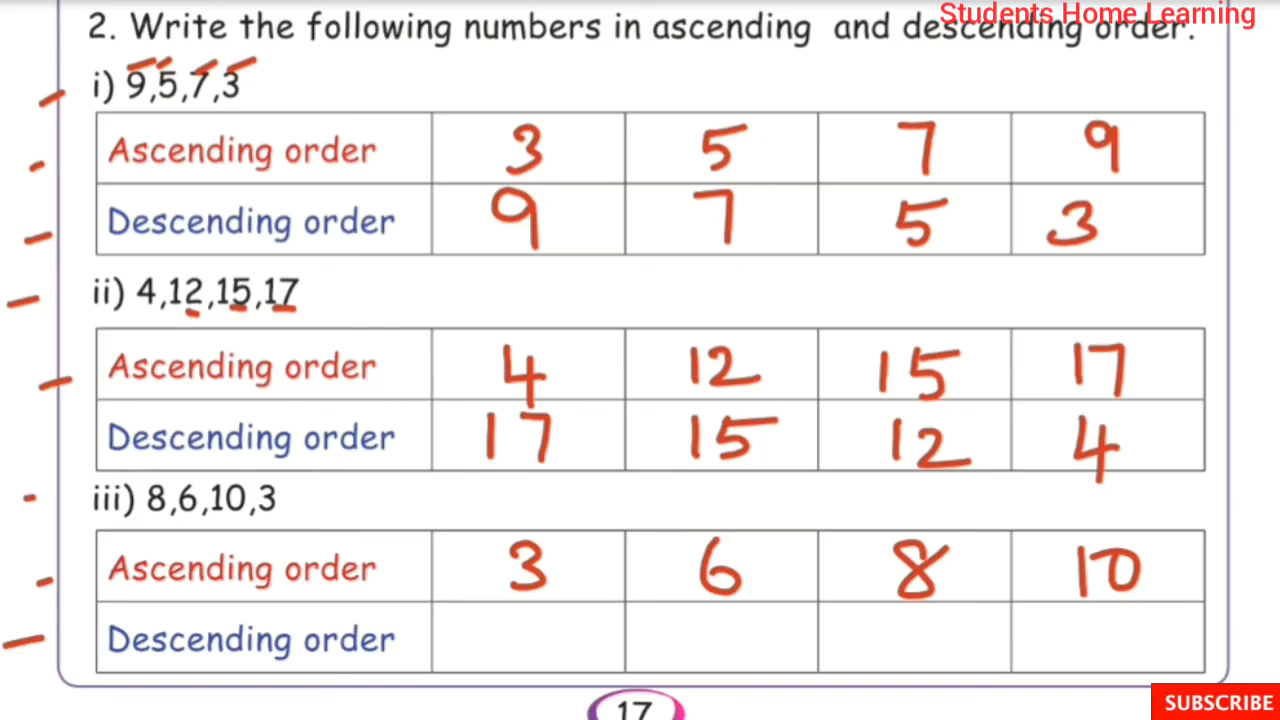 Students Home Learning
2. Write the following numbers in ascending and descending order.
i) 9,5,7,3
Ascending order 3 5 7 9
Descending order 9 7 5 3
ii) 4,12,15,17
Ascending order 4 12 15 17
Descending order 17 15 12 4
iii) 8,6,10,3
Ascending order 3 6 8 10
Descending order
17
SUBSCRIBE